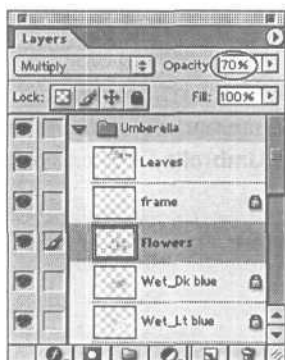 Layers
Multiply Opacity: 70%
Lock: Fill: 100%
Umberella
Leaves
frame
Flowers
Wet_Dk blue
Wet_Lt blue